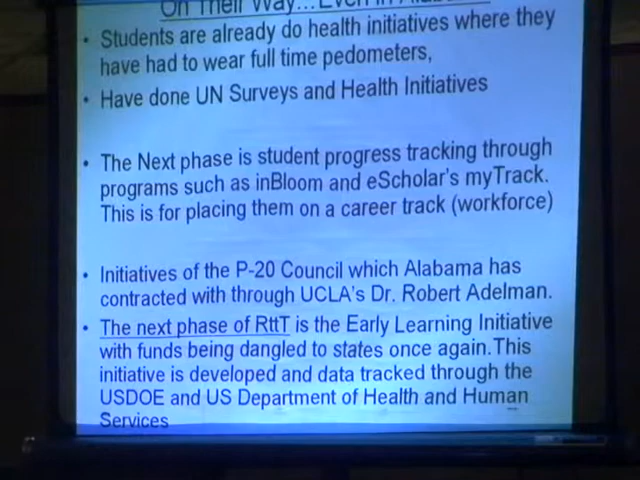 On Their Way...Even in
• Students are already do health initiatives where they
have had to wear full time pedometers,
• Have done UN Surveys and Health Initiatives
• The Next phase is student progress tracking through
programs such as inBloom and eScholar's myTrack.
This is for placing them on a career track (workforce)
• Initiatives of the P-20 Council which Alabama has
contracted with through UCLA's Dr. Robert Adelman.
• The next phase of RttT is the Early Learning Initiative
with funds being dangled to states once again.This
initiative is developed and data tracked through the
USDOE and US Department of Health and Human
Services